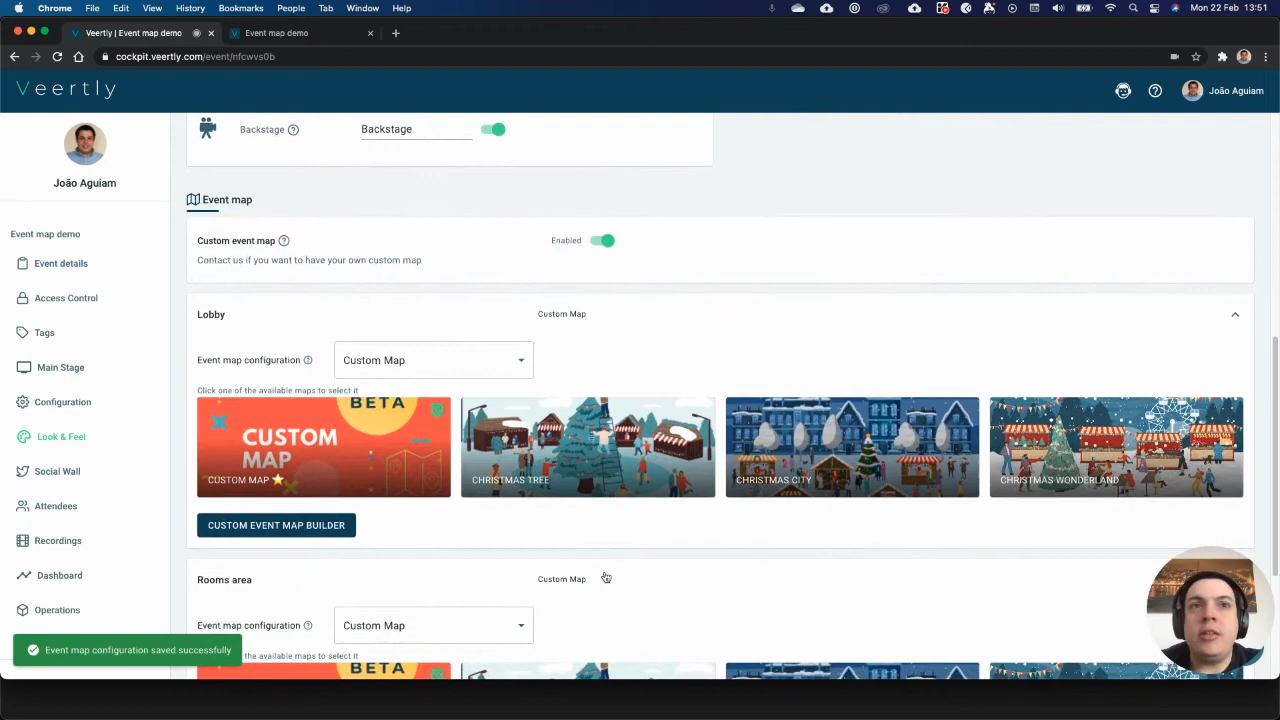 Chrome File Edit View History Bookmarks People Tab Window Help Mon 22 Feb 13:51
Veertly | Event map demo Event map demo
cockpit.veertly.com/event/nfcwvs0b
Veertly João Aguiam
Backstage Backstage
João Aguiam
Event map
Event map demo
Custom event map Enabled
Contact us if you want to have your own custom map
Event details
Access Control
Tags
Main Stage
Configuration
Look & Feel
Social Wall
Attendees
Recordings
Dashboard
Operations
Lobby Custom Map
Event map configuration Custom Map
Click one of the available maps to select it
BETA
CUSTOM
MAP
CUSTOM MAP ⭐ CHRISTMAS TREE CHRISTMAS CITY CHRISTMAS WONDERLAND
CUSTOM EVENT MAP BUILDER
Rooms area Custom Map
Event map configuration Custom Map
Event map configuration saved successfully
the available maps to select it
BETA